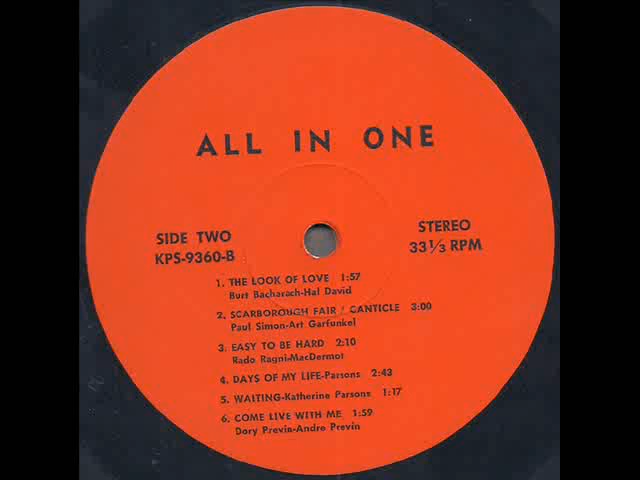 ALL IN ONE
SIDE TWO
KPS-9360-B
STEREO
33 1/3 RPM
1. THE LOOK OF LOVE 1:57
Burt Bacharach-Hal David
2. SCARBOROUGH FAIR / CANTICLE 3:00
Paul Simon-Art Garfunkel
3. EASY TO BE HARD 2:10
Rado Ragni-MacDermot
4. DAYS OF MY LIFE-Parsons 2:43
5. WAITING-Katherine Parsons 1:17
6. COME LIVE WITH ME 1:59
Dory Previn-Andre Previn